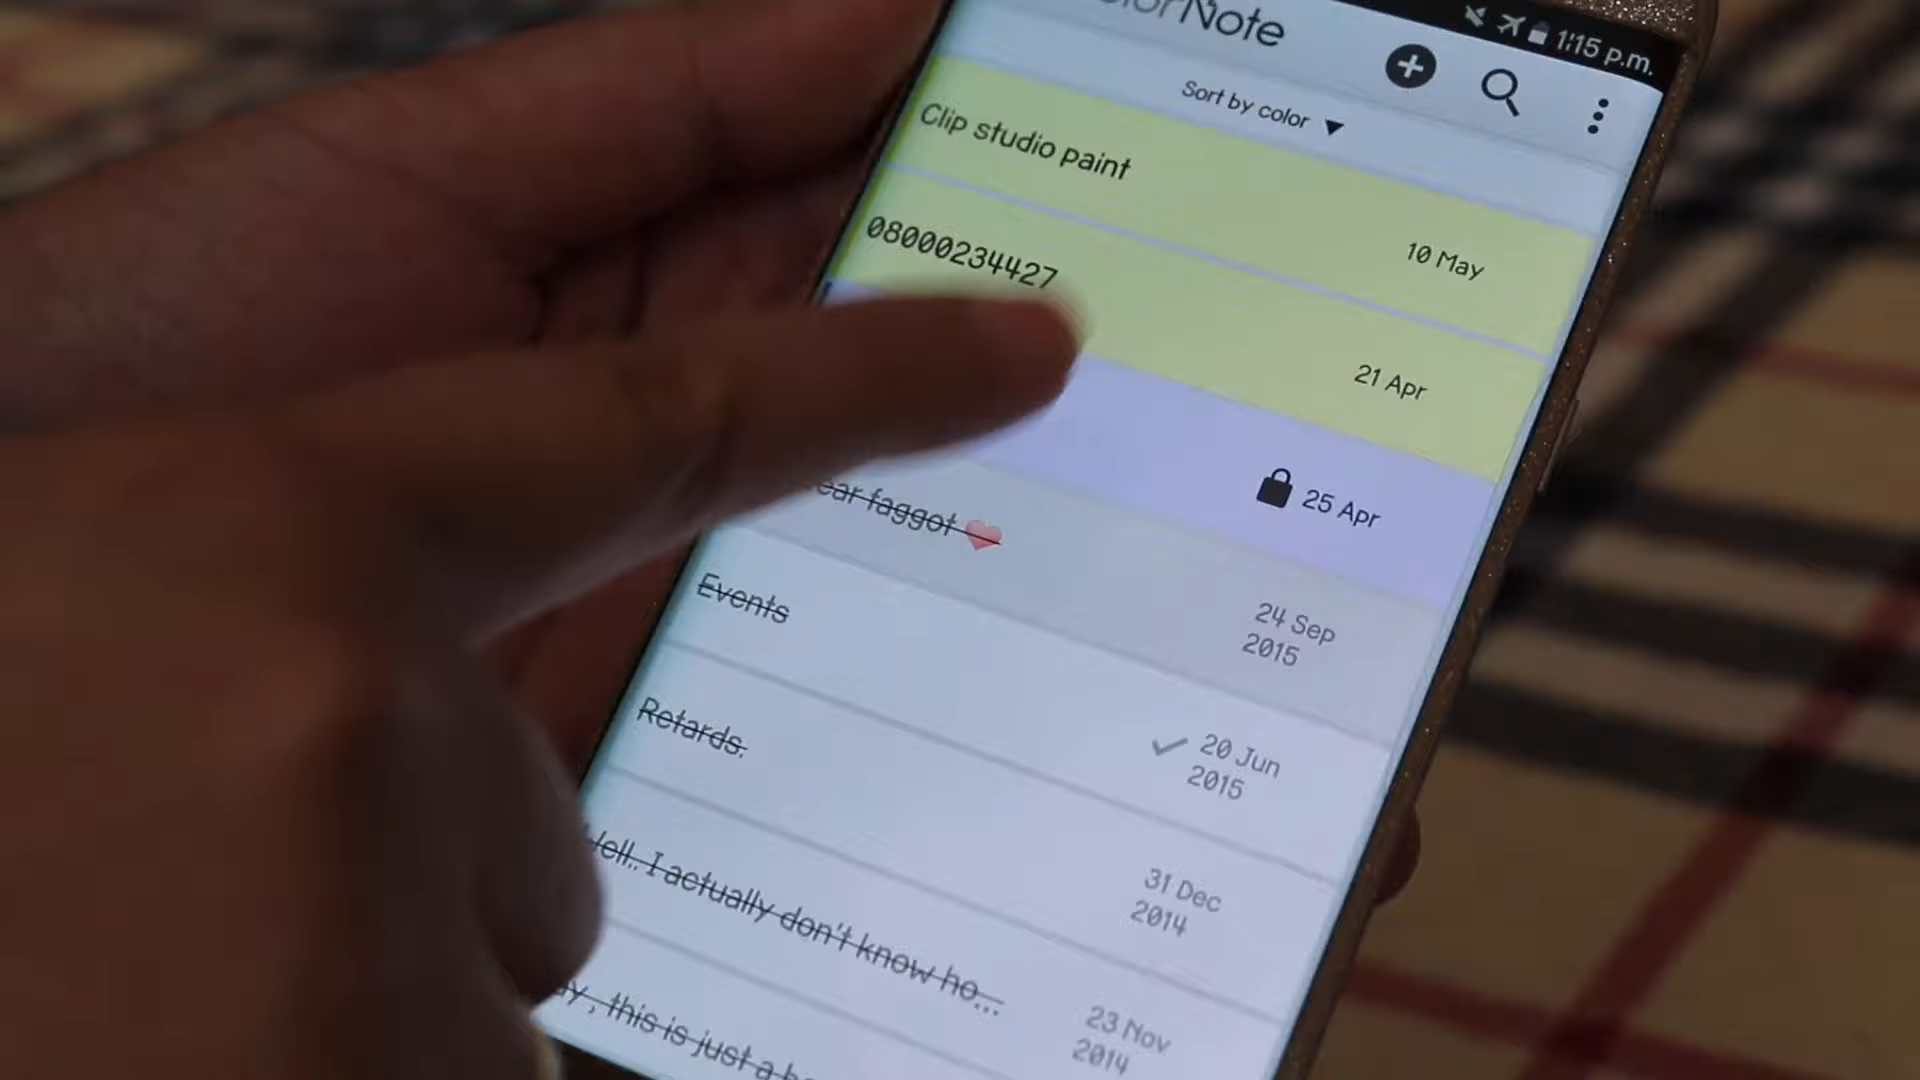 1:15 p.m.
Sort by color
Clip studio paint
10 May
08000234427
21 Apr
25 Apr
faggot
24 Sep
2015
Events
20 Jun
2015
Retards.
31 Dec
2014
I actually don't know ho...
23 Nov
2014
, this is just a